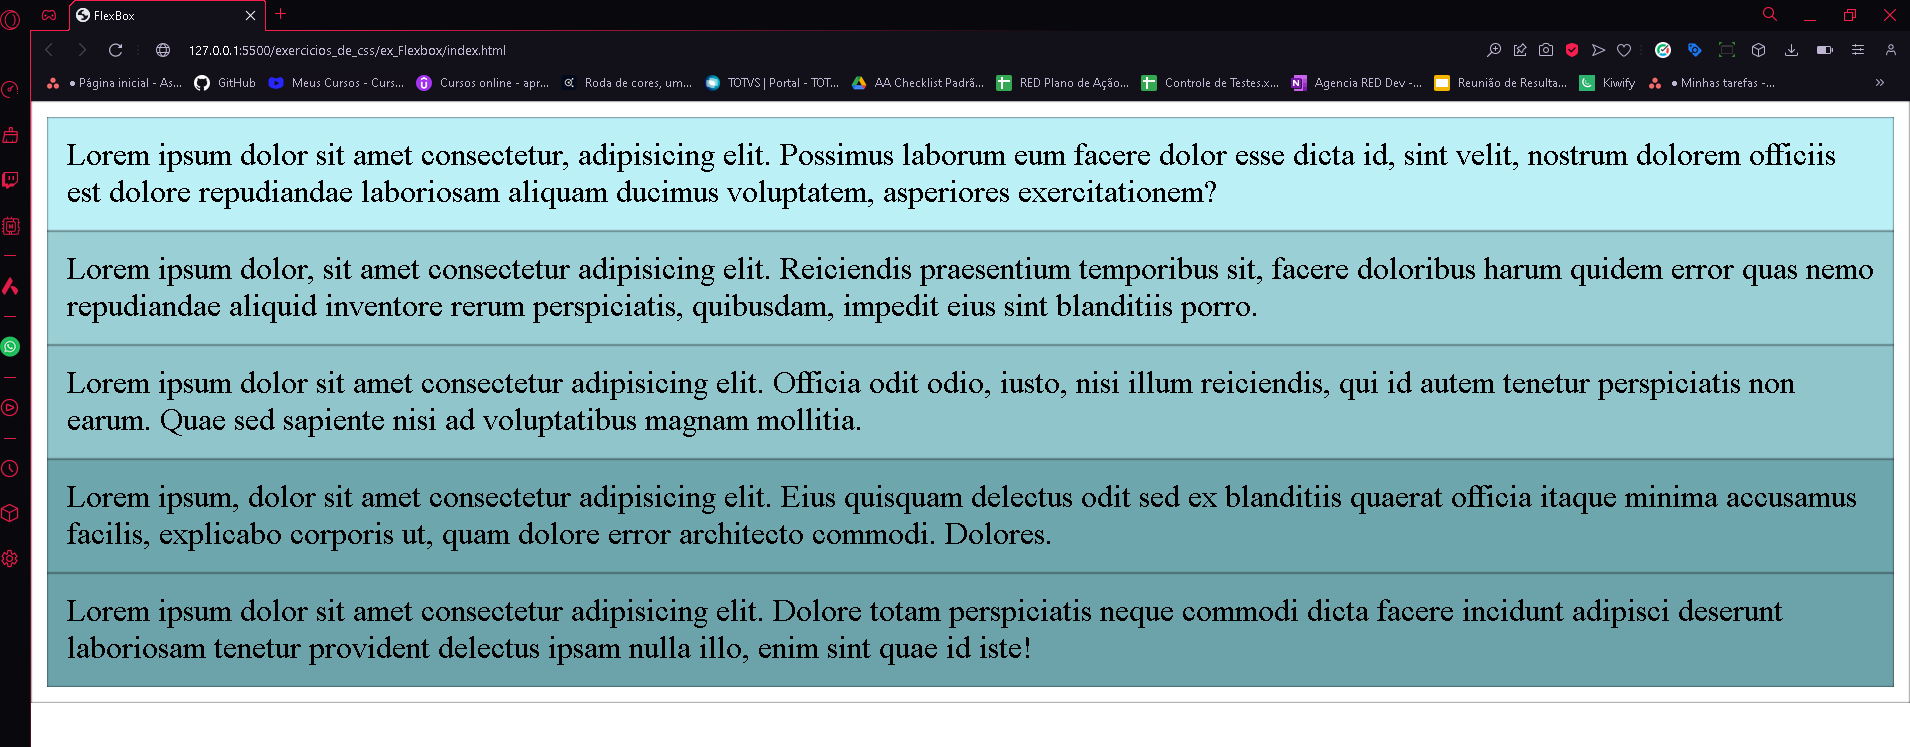 FlexBox
127.0.0.1:5500/exercicios_de_css/ex_Flexbox/index.html
● Página inicial - As...
GitHub
Meus Cursos - Curs...
Cursos online - apr...
Roda de cores, um...
TOTVS | Portal - TOT...
AA Checklist Padrã...
RED Plano de Ação...
Controle de Testes.x...
Agencia RED Dev -...
Reunião de Resulta...
Kiwify
● Minhas tarefas -...
Lorem ipsum dolor sit amet consectetur, adipisicing elit. Possimus laborum eum facere dolor esse dicta id, sint velit, nostrum dolorem officiis
est dolore repudiandae laboriosam aliquam ducimus voluptatem, asperiores exercitationem?
Lorem ipsum dolor, sit amet consectetur adipisicing elit. Reiciendis praesentium temporibus sit, facere doloribus harum quidem error quas nemo
repudiandae aliquid inventore rerum perspiciatis, quibusdam, impedit eius sint blanditiis porro.
Lorem ipsum dolor sit amet consectetur adipisicing elit. Officia odit odio, iusto, nisi illum reiciendis, qui id autem tenetur perspiciatis non
earum. Quae sed sapiente nisi ad voluptatibus magnam mollitia.
Lorem ipsum, dolor sit amet consectetur adipisicing elit. Eius quisquam delectus odit sed ex blanditiis quaerat officia itaque minima accusamus
facilis, explicabo corporis ut, quam dolore error architecto commodi. Dolores.
Lorem ipsum dolor sit amet consectetur adipisicing elit. Dolore totam perspiciatis neque commodi dicta facere incidunt adipisci deserunt
laboriosam tenetur provident delectus ipsam nulla illo, enim sint quae id iste!